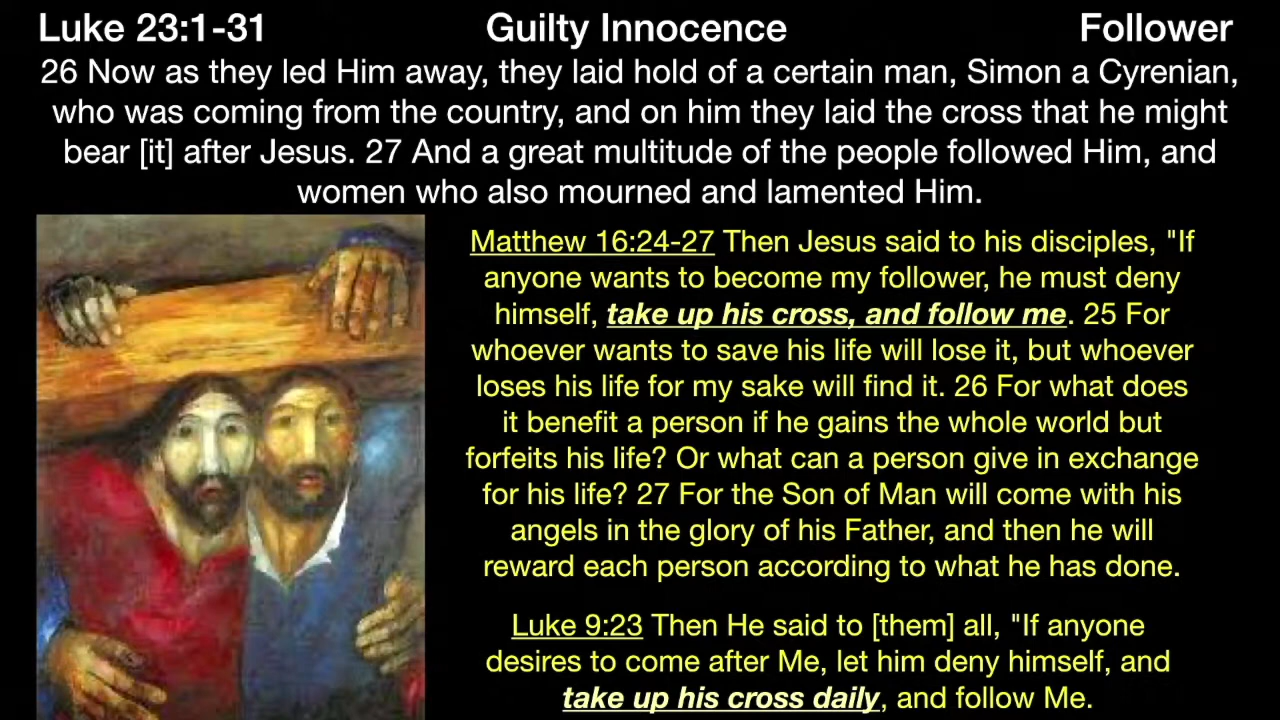 Luke 23:1-31 Guilty Innocence Follower
26 Now as they led Him away, they laid hold of a certain man, Simon a Cyrenian,
who was coming from the country, and on him they laid the cross that he might
bear [it] after Jesus. 27 And a great multitude of the people followed Him, and
women who also mourned and lamented Him.
Matthew 16:24-27 Then Jesus said to his disciples, "If
anyone wants to become my follower, he must deny
himself, take up his cross, and follow me. 25 For
whoever wants to save his life will lose it, but whoever
loses his life for my sake will find it. 26 For what does
it benefit a person if he gains the whole world but
forfeits his life? Or what can a person give in exchange
for his life? 27 For the Son of Man will come with his
angels in the glory of his Father, and then he will
reward each person according to what he has done.
Luke 9:23 Then He said to [them] all, "If anyone
desires to come after Me, let him deny himself, and
take up his cross daily, and follow Me.